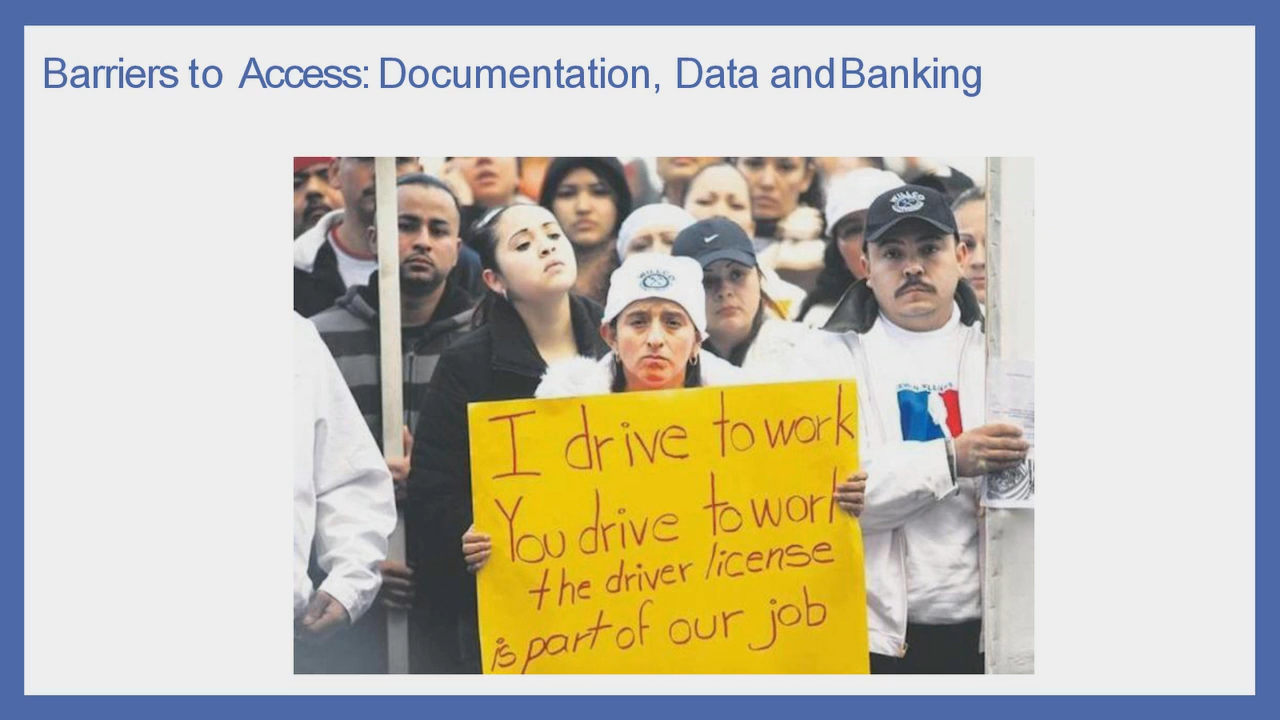 Barriers to Access: Documentation, Data and Banking
WILLCO
I drive to work
You drive to work
the driver license
is part of our job